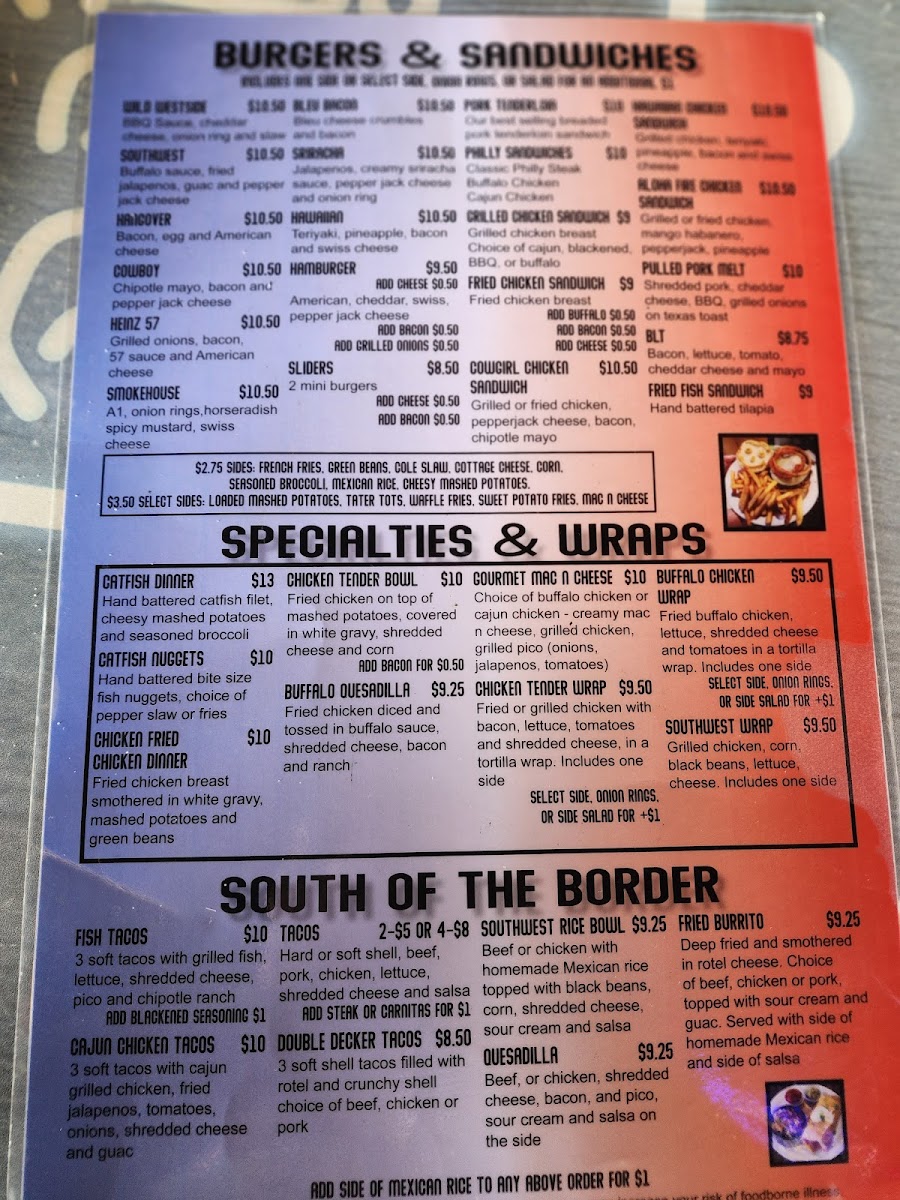 BURGERS & SANDWICHES
INCLUDES ONE SIDE OR SELECT SIDE, ONION RINGS, OR SALAD FOR AN ADDITIONAL $1
WILD WESTSIDE $10.50
BBQ Sauce, cheddar
cheese, onion ring and slaw
SOUTHWEST $10.50
Buffalo sauce, fried
jalapenos, guac and pepper
jack cheese
HANGOVER $10.50
Bacon, egg and American
cheese
COWBOY $10.50
Chipotle mayo, bacon and
pepper jack cheese
HEINZ 57 $10.50
Grilled onions, bacon,
57 sauce and American
cheese
SMOKEHOUSE $10.50
A1, onion rings,horseradish
spicy mustard, swiss
cheese
BLEU BACON $10.50
Bleu cheese crumbles
and bacon
SRIRACHA $10.50
Jalapenos, creamy sriracha
sauce, pepper jack cheese
and onion ring
HAWAIIAN $10.50
Teriyaki, pineapple, bacon
and swiss cheese
HAMBURGER $9.50
ADD CHEESE $0.50
American, cheddar, swiss,
pepper jack cheese
ADD BACON $0.50
ADD GRILLED ONIONS $0.50
SLIDERS $8.50
2 mini burgers
ADD CHEESE $0.50
ADD BACON $0.50
PORK TENDERLOIN $10
Our best selling breaded
pork tenderloin sandwich
PHILLY SANDWICHES $10
Classic Philly Steak
Buffalo Chicken
Cajun Chicken
GRILLED CHICKEN SANDWICH $9
Grilled chicken breast
Choice of cajun, blackened,
BBQ, or buffalo
FRIED CHICKEN SANDWICH $9
Fried chicken breast
ADD BUFFALO $0.50
ADD BACON $0.50
ADD CHEESE $0.50
COWGIRL CHICKEN $10.50
SANDWICH
Grilled or fried chicken,
pepperjack cheese, bacon,
chipotle mayo
HAWAIIAN CHICKEN $10.50
SANDWICH
Grilled chicken, teriyaki,
pineapple, bacon and swiss
cheese
ALOHA FIRE CHICKEN $10.50
SANDWICH
Grilled or fried chicken,
mango habanero,
pepperjack, pineapple
PULLED PORK MELT $10
Shredded pork, cheddar
cheese, BBQ, grilled onions
on texas toast
BLT $8.75
Bacon, lettuce, tomato,
cheddar cheese and mayo
FRIED FISH SANDWICH $9
Hand battered tilapia
$2.75 SIDES: FRENCH FRIES, GREEN BEANS, COLE SLAW, COTTAGE CHEESE, CORN,
SEASONED BROCCOLI, MEXICAN RICE, CHEESY MASHED POTATOES.
$3.50 SELECT SIDES: LOADED MASHED POTATOES, TATER TOTS, WAFFLE FRIES, SWEET POTATO FRIES, MAC N CHEESE
SPECIALTIES & WRAPS
CATFISH DINNER $13
Hand battered catfish filet,
cheesy mashed potatoes
and seasoned broccoli
CATFISH NUGGETS $10
Hand battered bite size
fish nuggets, choice of
pepper slaw or fries
CHICKEN FRIED $10
CHICKEN DINNER
Fried chicken breast
smothered in white gravy,
mashed potatoes and
green beans
CHICKEN TENDER BOWL $10
Fried chicken on top of
mashed potatoes, covered
in white gravy, shredded
cheese and corn
ADD BACON FOR $0.50
BUFFALO QUESADILLA $9.25
Fried chicken diced and
tossed in buffalo sauce,
shredded cheese, bacon
and ranch
GOURMET MAC N CHEESE $10
Choice of buffalo chicken or
cajun chicken - creamy mac
n cheese, grilled chicken,
grilled pico (onions,
jalapenos, tomatoes)
CHICKEN TENDER WRAP $9.50
Fried or grilled chicken with
bacon, lettuce, tomatoes
and shredded cheese, in a
tortilla wrap. Includes one
side
SELECT SIDE, ONION RINGS,
OR SIDE SALAD FOR +$1
BUFFALO CHICKEN $9.50
WRAP
Fried buffalo chicken,
lettuce, shredded cheese
and tomatoes in a tortilla
wrap. Includes one side
SELECT SIDE, ONION RINGS,
OR SIDE SALAD FOR +$1
SOUTHWEST WRAP $9.50
Grilled chicken, corn,
black beans, lettuce,
cheese. Includes one side
SOUTH OF THE BORDER
FISH TACOS $10
3 soft tacos with grilled fish,
lettuce, shredded cheese,
pico and chipotle ranch
ADD BLACKENED SEASONING $1
CAJUN CHICKEN TACOS $10
3 soft tacos with cajun
grilled chicken, fried
jalapenos, tomatoes,
onions, shredded cheese
and guac
TACOS 2-$5 OR 4-$8
Hard or soft shell, beef,
pork, chicken, lettuce,
shredded cheese and salsa
ADD STEAK OR CARNITAS FOR $1
DOUBLE DECKER TACOS $8.50
3 soft shell tacos filled with
rotel and crunchy shell
choice of beef, chicken or
pork
SOUTHWEST RICE BOWL $9.25
Beef or chicken with
homemade Mexican rice
topped with black beans,
corn, shredded cheese,
sour cream and salsa
QUESADILLA $9.25
Beef, or chicken, shredded
cheese, bacon, and pico,
sour cream and salsa on
the side
FRIED BURRITO $9.25
Deep fried and smothered
in rotel cheese. Choice
of beef, chicken or pork,
topped with sour cream and
guac. Served with side of
homemade Mexican rice
and side of salsa
ADD SIDE OF MEXICAN RICE TO ANY ABOVE ORDER FOR $1
your risk of foodborne illness